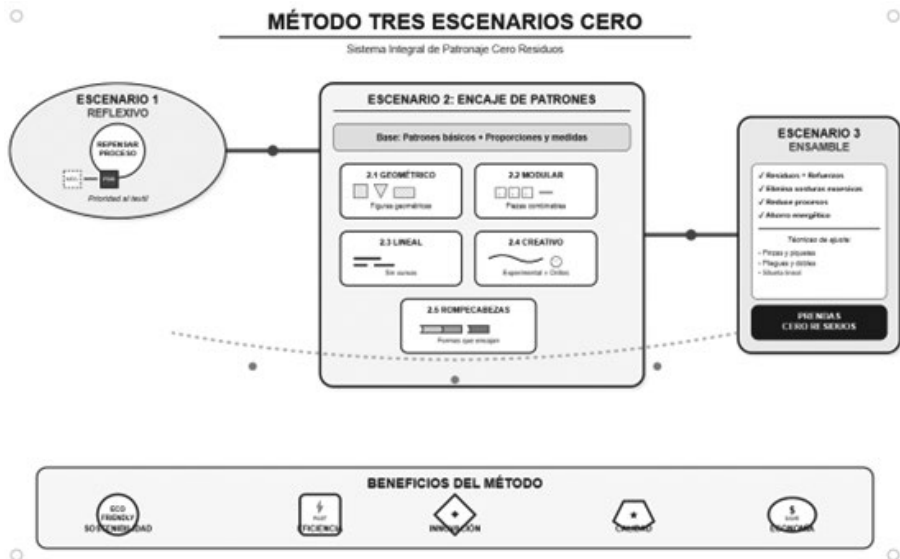 MÉTODO TRES ESCENARIOS CERO
Sistema Integral de Patronaje Cero Residuos
ESCENARIO 1
REFLEXIVO
REPENSAR
PROCESO
Prioridad al textil
ESCENARIO 2: ENCAJE DE PATRONES
Base: Patrones básicos + Proporciones y medidas
2.1 GEOMÉTRICO
Figuras geométricas
2.2 MODULAR
Piezas combinables
2.3 LINEAL
Sin curvas
2.4 CREATIVO
Experimental + Orillos
2.5 ROMPECABEZAS
Formas que encajan
ESCENARIO 3
ENSAMBLE
✓ Residuos = Refuerzos
✓ Elimina costuras excesivas
✓ Reduce procesos
✓ Ahorro energético
Técnicas de ajuste:
- Pinzas y piquetes
- Pliegues y dobles
- Silueta lineal
PRENDAS
CERO RESIDUOS
BENEFICIOS DEL MÉTODO
ECO
FRIENDLY
SOSTENIBILIDAD
EFICIENCIA
INNOVACIÓN
CALIDAD
$
ECONOMÍA